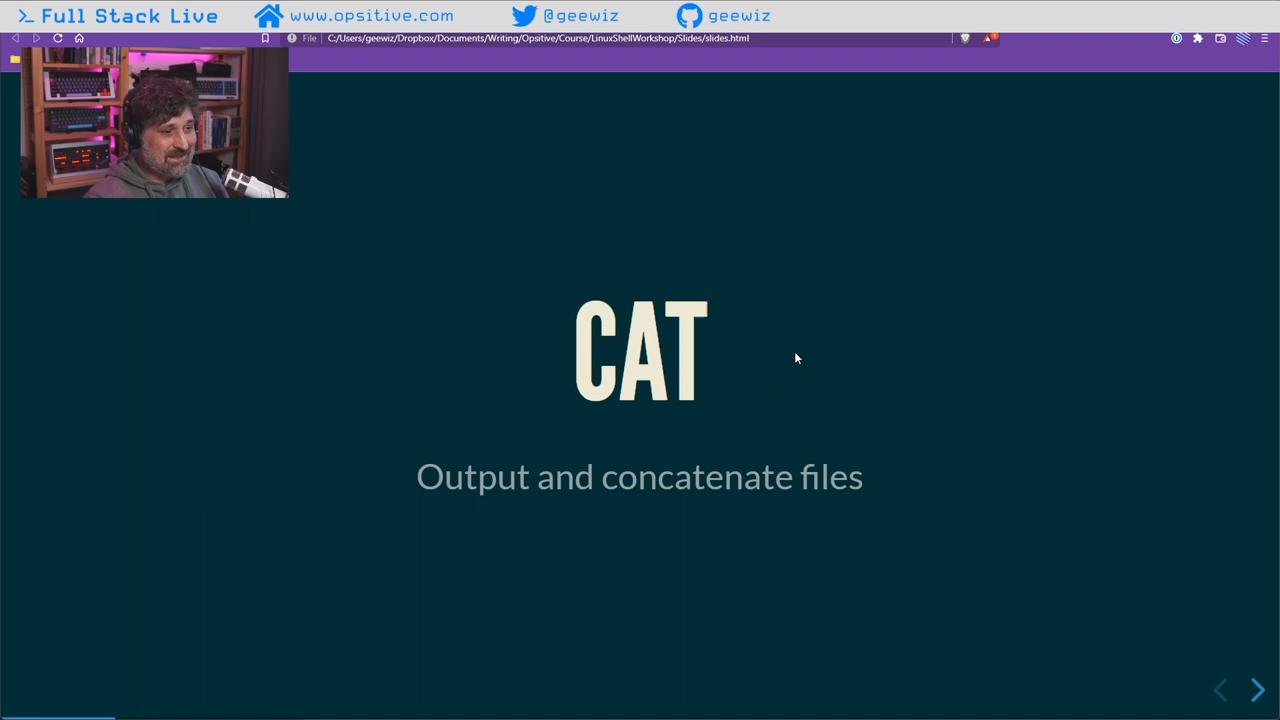 >_ Full Stack Live
www.opsitive.com
@geewiz
geewiz
File
C:/Users/geewiz/Dropbox/Documents/Writing/Opsitive/Course/LinuxShellWorkshop/Slides/slides.html
CAT
Output and concatenate files